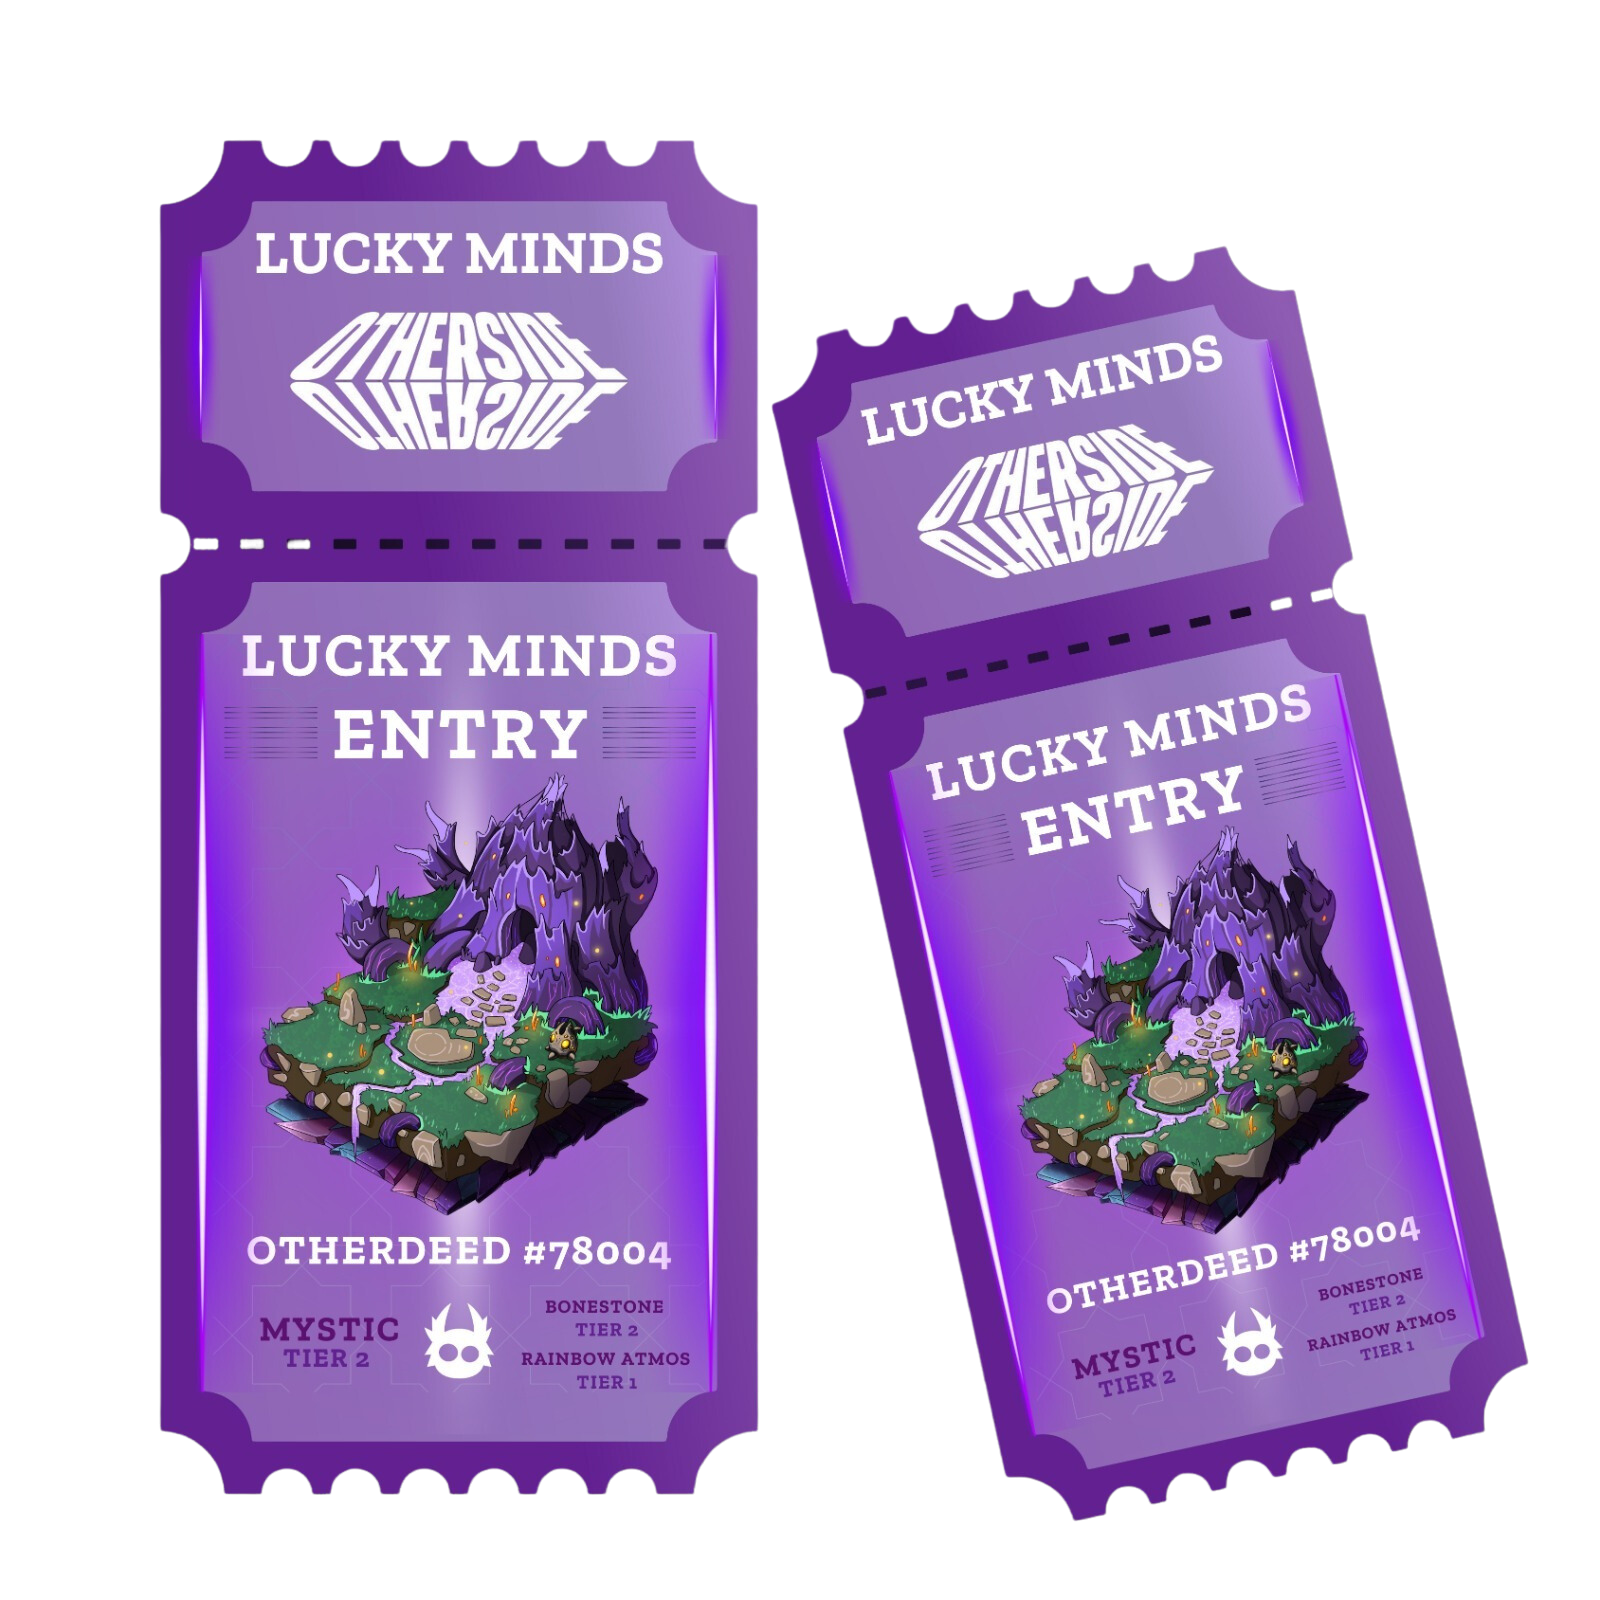 LUCKY MINDS
OTHERSIDE
OTHERSIDE
LUCKY MINDS
ENTRY
OTHERDEED #78004
MYSTIC
TIER 2
BONESTONE
TIER 2
RAINBOW ATMOS
TIER 1
LUCKY MINDS
OTHERSIDE
OTHERSIDE
LUCKY MINDS
ENTRY
OTHERDEED #78004
MYSTIC
TIER 2
BONESTONE
TIER 2
RAINBOW ATMOS
TIER 1